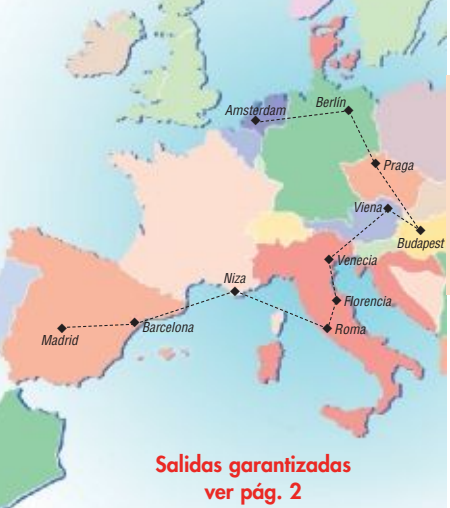 Amsterdam
Berlín
Praga
Viena
Budapest
Venecia
Niza
Florencia
Barcelona
Roma
Madrid
Salidas garantizadas
ver pág. 2